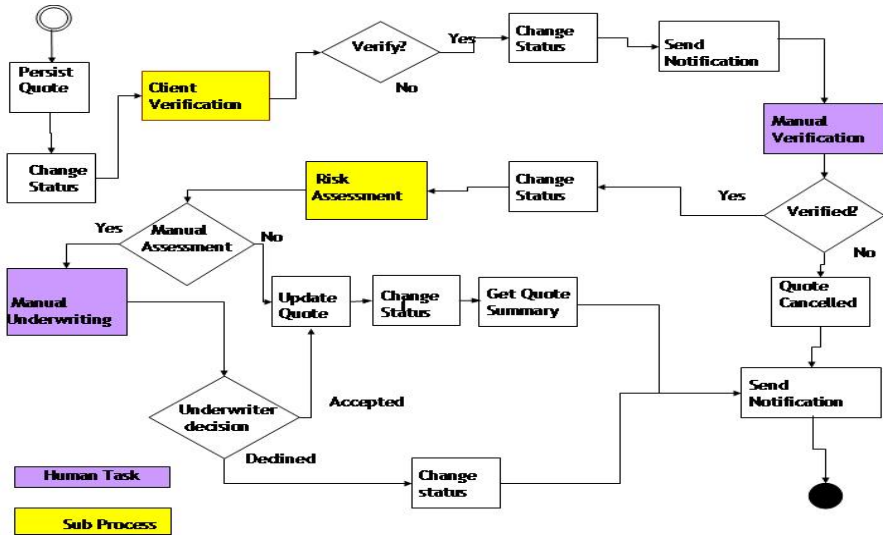 Persist
Quote
Change
Status
Client
Verification
Verify?
Yes
No
Change
Status
Send
Notification
Manual
Verification
Verified?
Yes
No
Change
Status
Risk
Assessment
Manual
Assessment
Yes
No
Manual
Underwriting
Update
Quote
Change
Status
Get Quote
Summary
Quote
Cancelled
Underwriter
decision
Accepted
Declined
Change
status
Send
Notification
Human Task
Sub Process